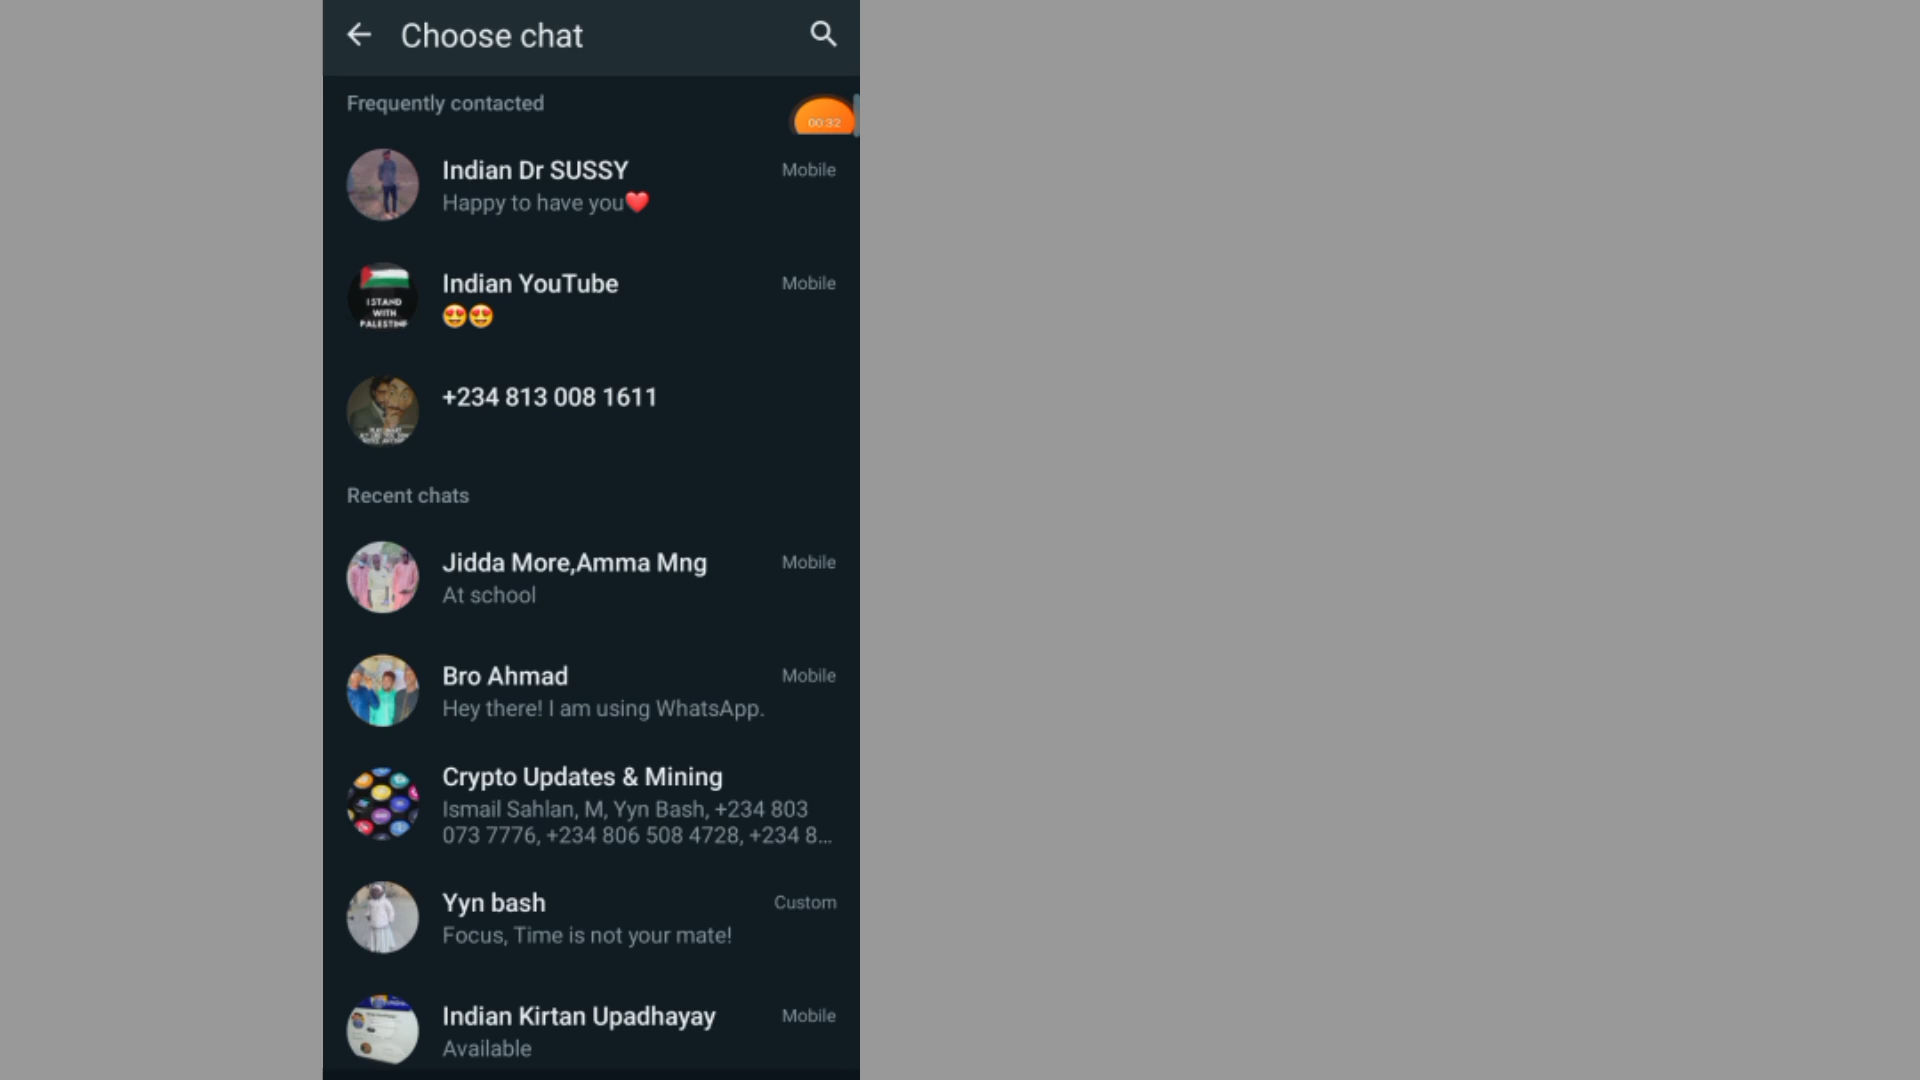 Choose chat
Frequently contacted
00:32
Indian Dr SUSSY
Mobile
Happy to have you❤️
Indian YouTube
Mobile
😍😍
I STAND
WITH
PALESTINE
+234 813 008 1611
Recent chats
Jidda More,Amma Mng
Mobile
At school
Bro Ahmad
Mobile
Hey there! I am using WhatsApp.
Crypto Updates & Mining
Ismail Sahlan, M, Yyn Bash, +234 803
073 7776, +234 806 508 4728, +234 8...
Yyn bash
Custom
Focus, Time is not your mate!
Indian Kirtan Upadhayay
Mobile
Available